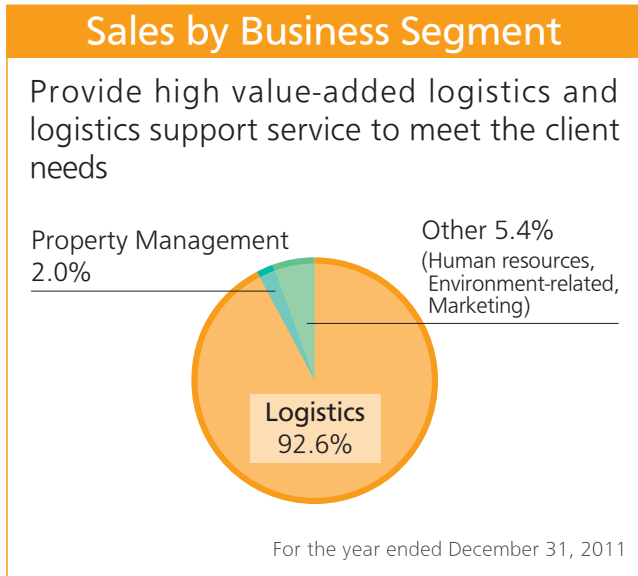 Sales by Business Segment
Provide high value-added logistics and
logistics support service to meet the client
needs
Property Management
2.0%
Other 5.4%
(Human resources,
Environment-related,
Marketing)
Logistics
92.6%
For the year ended December 31, 2011